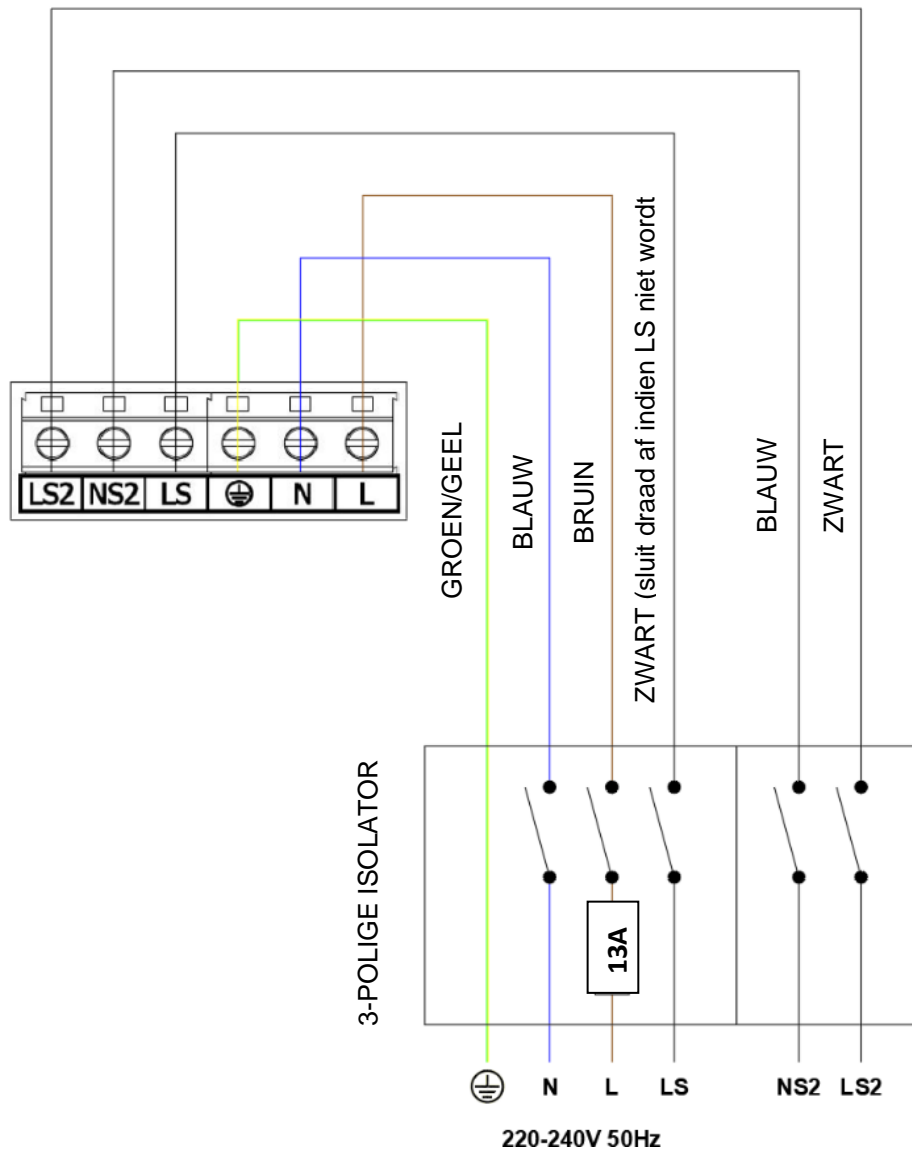 LS2 NS2 LS N L
GROEN/GEEL
BLAUW
BRUIN
ZWART (sluit draad af indien LS niet wordt
BLAUW
ZWART
3-POLIGE ISOLATOR
13A
N L LS NS2 LS2
220-240V 50Hz